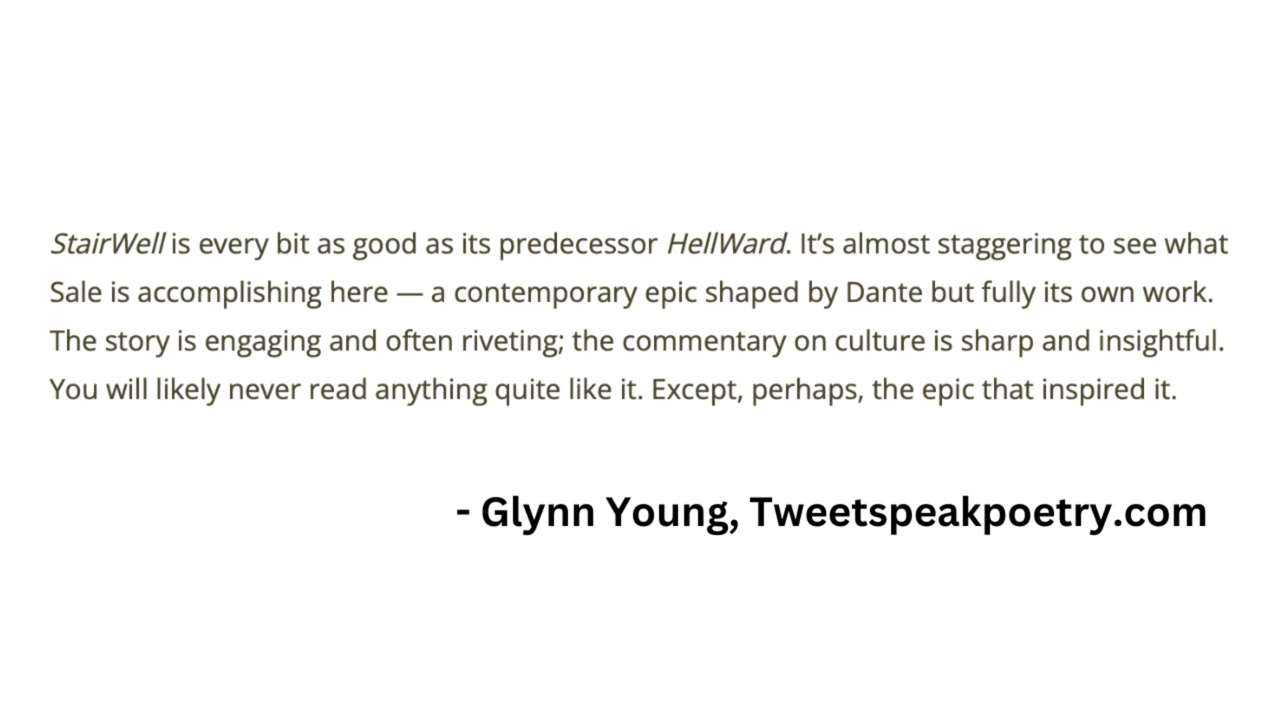 StairWell is every bit as good as its predecessor HellWard. It’s almost staggering to see what
Sale is accomplishing here — a contemporary epic shaped by Dante but fully its own work.
The story is engaging and often riveting; the commentary on culture is sharp and insightful.
You will likely never read anything quite like it. Except, perhaps, the epic that inspired it.
- Glynn Young, Tweetspeakpoetry.com